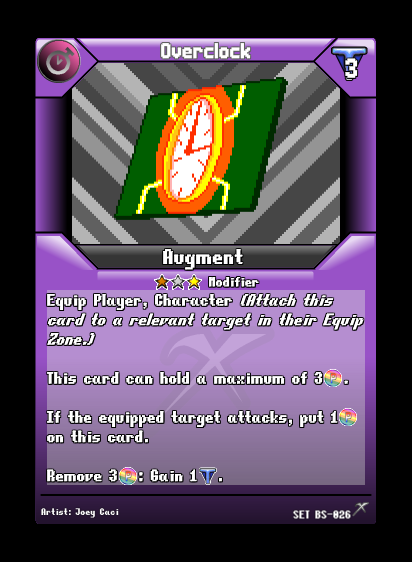 Overclock
3
Augment
Modifier
Equip Player, Character (Attach this
card to a relevant target in their Equip
Zone.)
This card can hold a maximum of 3 P.
If the equipped target attacks, put 1 P
on this card.
Remove 3 P: Gain 1 .
Artist: Joey Caci
SET BS-026